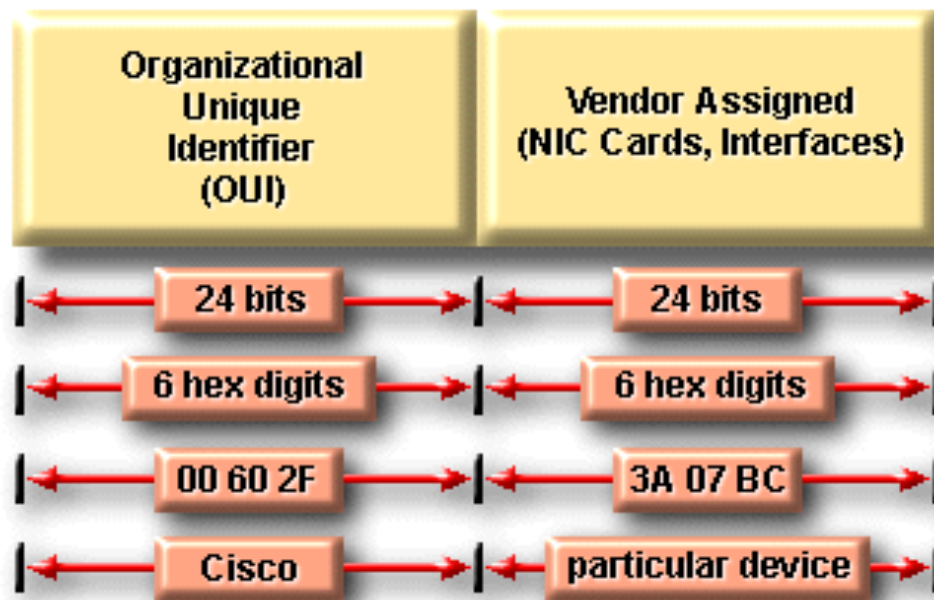 Organizational
Unique
Identifier
(OUI)
Vendor Assigned
(NIC Cards, Interfaces)
24 bits
24 bits
6 hex digits
6 hex digits
00 60 2F
3A 07 BC
Cisco
particular device